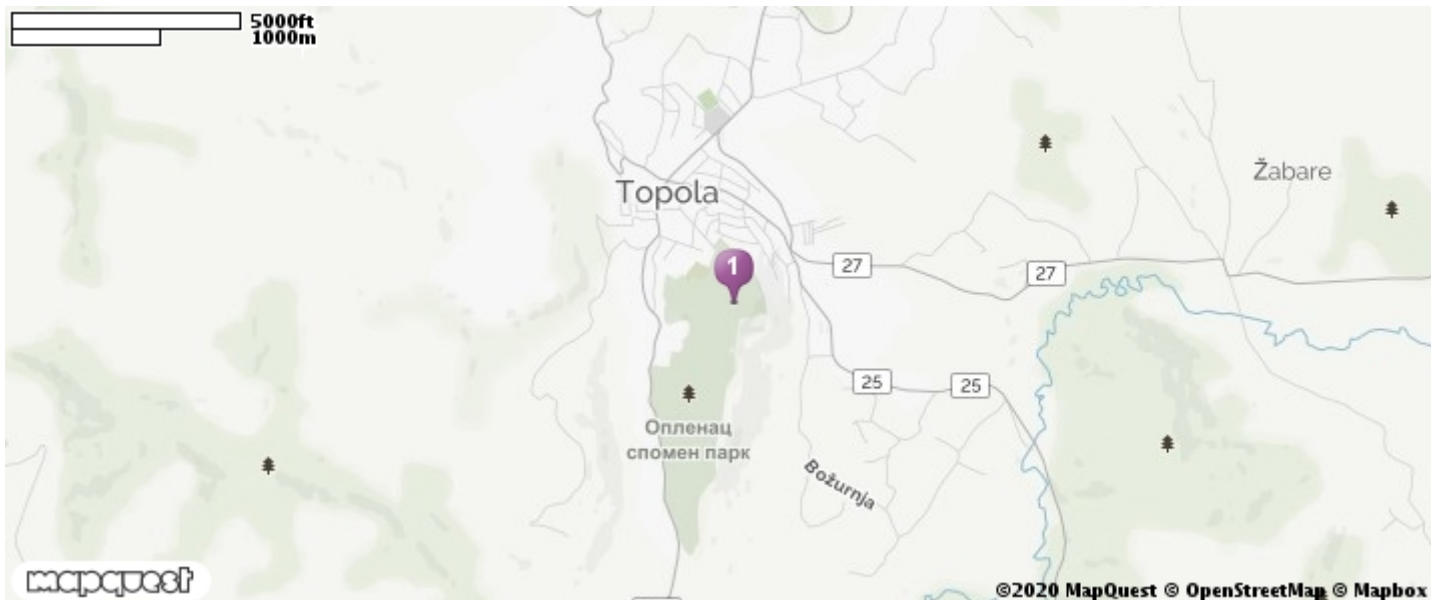 5000ft
1000m
Topola
Žabare
1
27
27
25
25
Опленац
спомен парк
Božurnja
mapquest
©2020 MapQuest © OpenStreetMap © Mapbox